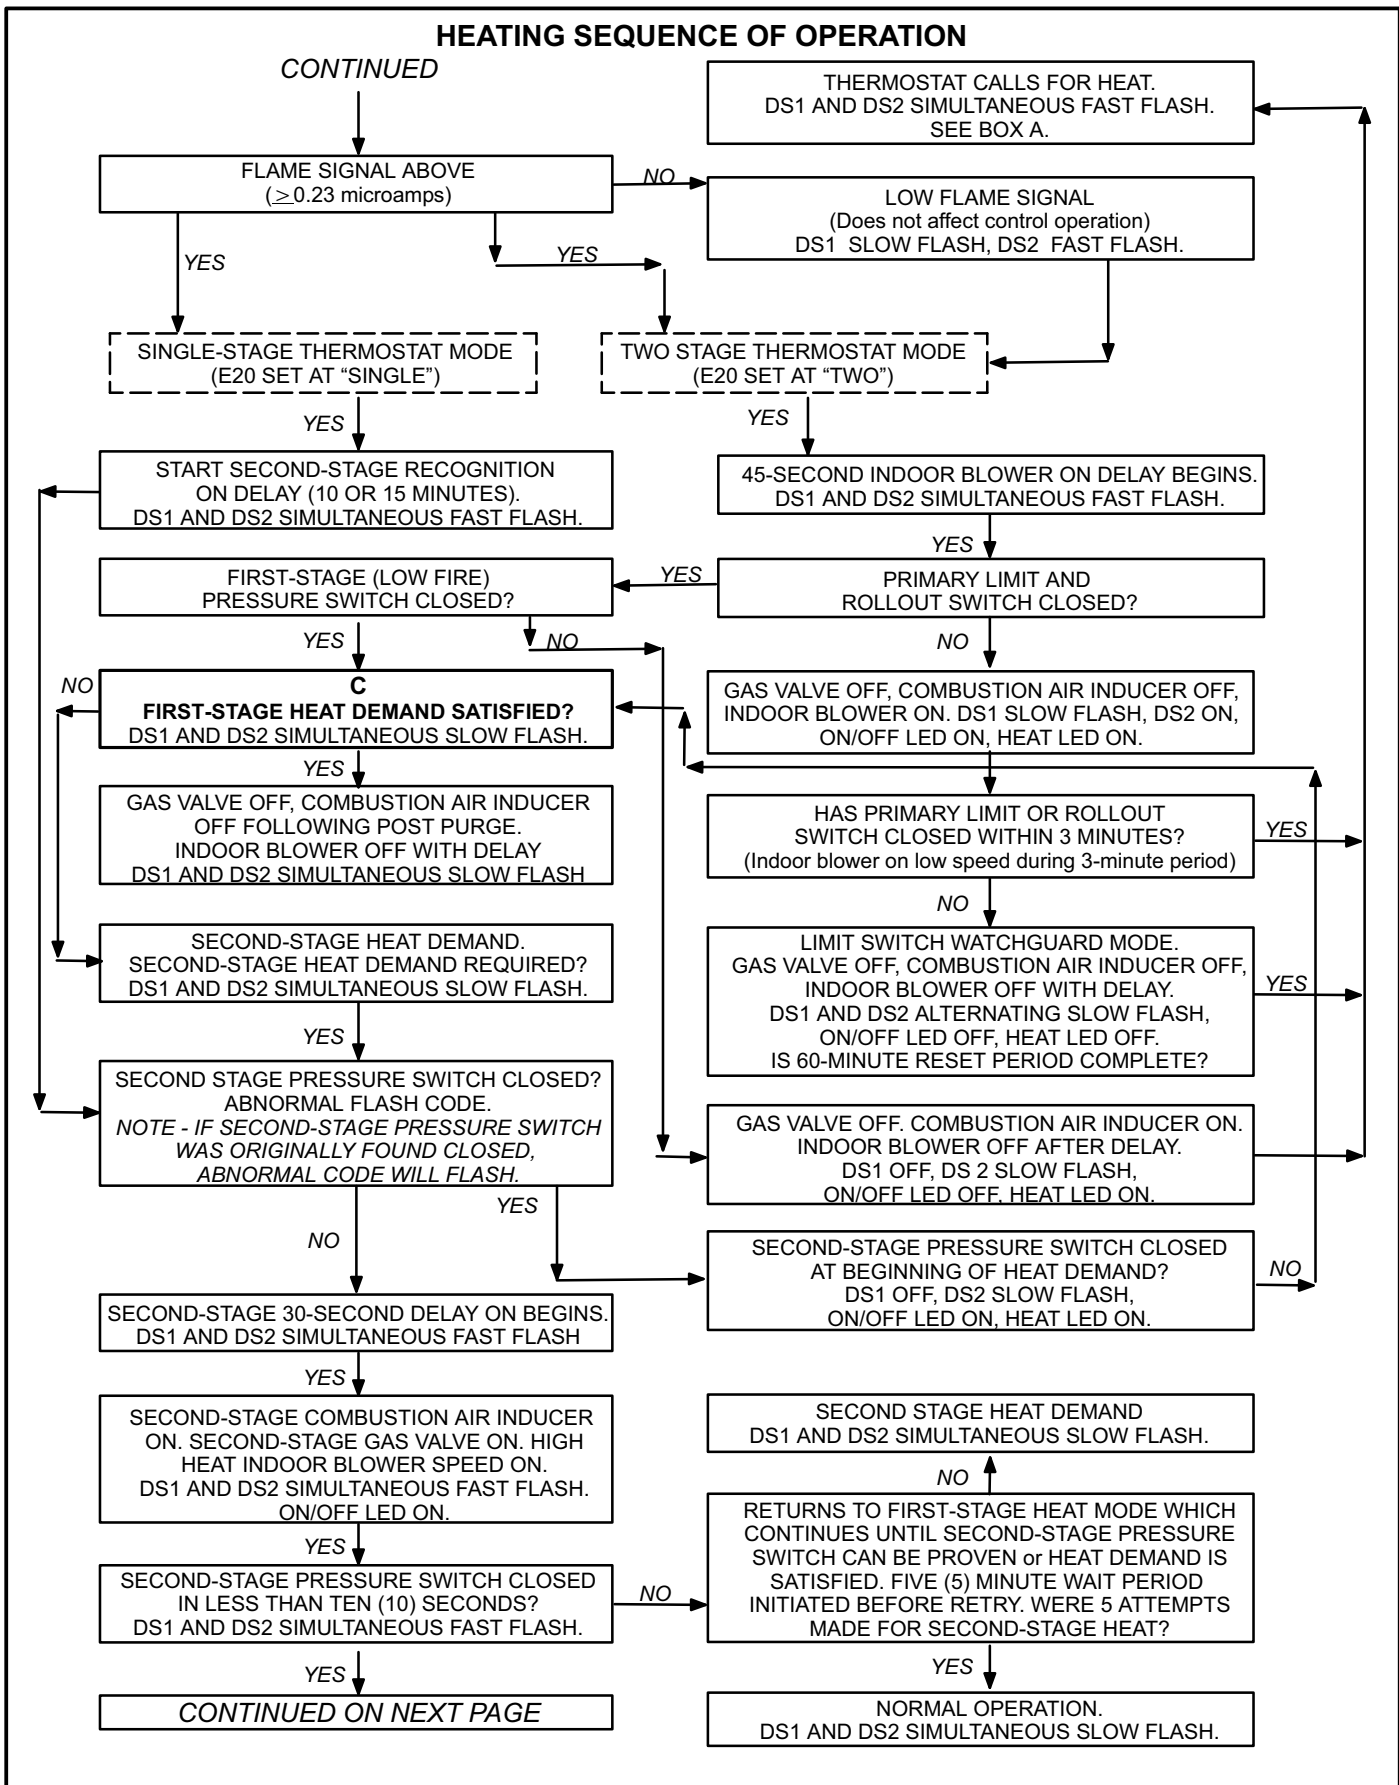 HEATING SEQUENCE OF OPERATION
CONTINUED
THERMOSTAT CALLS FOR HEAT.
DS1 AND DS2 SIMULTANEOUS FAST FLASH.
SEE BOX A.
FLAME SIGNAL ABOVE
(≥0.23 microamps)
NO
LOW FLAME SIGNAL
(Does not affect control operation)
DS1 SLOW FLASH, DS2 FAST FLASH.
YES
YES
SINGLE-STAGE THERMOSTAT MODE
(E20 SET AT “SINGLE”)
TWO STAGE THERMOSTAT MODE
(E20 SET AT “TWO”)
YES
YES
START SECOND-STAGE RECOGNITION
ON DELAY (10 OR 15 MINUTES).
DS1 AND DS2 SIMULTANEOUS FAST FLASH.
45-SECOND INDOOR BLOWER ON DELAY BEGINS.
DS1 AND DS2 SIMULTANEOUS FAST FLASH.
YES
FIRST-STAGE (LOW FIRE)
PRESSURE SWITCH CLOSED?
YES
PRIMARY LIMIT AND
ROLLOUT SWITCH CLOSED?
YES
NO
NO
NO
C
FIRST-STAGE HEAT DEMAND SATISFIED?
DS1 AND DS2 SIMULTANEOUS SLOW FLASH.
GAS VALVE OFF, COMBUSTION AIR INDUCER OFF,
INDOOR BLOWER ON. DS1 SLOW FLASH, DS2 ON,
ON/OFF LED ON, HEAT LED ON.
YES
GAS VALVE OFF, COMBUSTION AIR INDUCER
OFF FOLLOWING POST PURGE.
INDOOR BLOWER OFF WITH DELAY
DS1 AND DS2 SIMULTANEOUS SLOW FLASH
HAS PRIMARY LIMIT OR ROLLOUT
SWITCH CLOSED WITHIN 3 MINUTES?
(Indoor blower on low speed during 3-minute period)
YES
NO
SECOND-STAGE HEAT DEMAND.
SECOND-STAGE HEAT DEMAND REQUIRED?
DS1 AND DS2 SIMULTANEOUS SLOW FLASH.
LIMIT SWITCH WATCHGUARD MODE.
GAS VALVE OFF, COMBUSTION AIR INDUCER OFF,
INDOOR BLOWER OFF WITH DELAY.
DS1 AND DS2 ALTERNATING SLOW FLASH,
ON/OFF LED OFF, HEAT LED OFF.
IS 60-MINUTE RESET PERIOD COMPLETE?
YES
YES
SECOND STAGE PRESSURE SWITCH CLOSED?
ABNORMAL FLASH CODE.
NOTE - IF SECOND-STAGE PRESSURE SWITCH
WAS ORIGINALLY FOUND CLOSED,
ABNORMAL CODE WILL FLASH.
GAS VALVE OFF. COMBUSTION AIR INDUCER ON.
INDOOR BLOWER OFF AFTER DELAY.
DS1 OFF, DS 2 SLOW FLASH,
ON/OFF LED OFF, HEAT LED ON.
YES
NO
SECOND-STAGE PRESSURE SWITCH CLOSED
AT BEGINNING OF HEAT DEMAND?
DS1 OFF, DS2 SLOW FLASH,
ON/OFF LED ON, HEAT LED ON.
NO
SECOND-STAGE 30-SECOND DELAY ON BEGINS.
DS1 AND DS2 SIMULTANEOUS FAST FLASH
YES
SECOND-STAGE COMBUSTION AIR INDUCER
ON. SECOND-STAGE GAS VALVE ON. HIGH
HEAT INDOOR BLOWER SPEED ON.
DS1 AND DS2 SIMULTANEOUS FAST FLASH.
ON/OFF LED ON.
SECOND STAGE HEAT DEMAND
DS1 AND DS2 SIMULTANEOUS SLOW FLASH.
NO
YES
RETURNS TO FIRST-STAGE HEAT MODE WHICH
CONTINUES UNTIL SECOND-STAGE PRESSURE
SWITCH CAN BE PROVEN or HEAT DEMAND IS
SATISFIED. FIVE (5) MINUTE WAIT PERIOD
INITIATED BEFORE RETRY. WERE 5 ATTEMPTS
MADE FOR SECOND-STAGE HEAT?
SECOND-STAGE PRESSURE SWITCH CLOSED
IN LESS THAN TEN (10) SECONDS?
DS1 AND DS2 SIMULTANEOUS FAST FLASH.
NO
YES
YES
CONTINUED ON NEXT PAGE
NORMAL OPERATION.
DS1 AND DS2 SIMULTANEOUS SLOW FLASH.